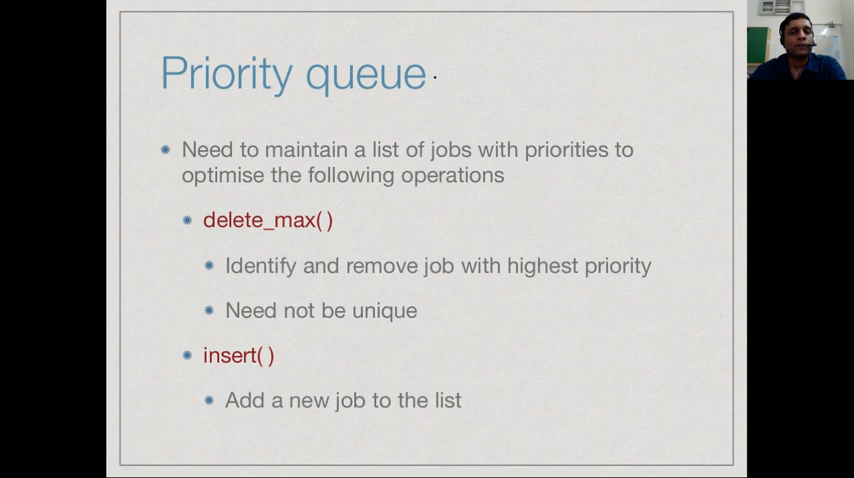 Priority queue
Need to maintain a list of jobs with priorities to
optimise the following operations
delete_max( )
Identify and remove job with highest priority
Need not be unique
insert( )
Add a new job to the list